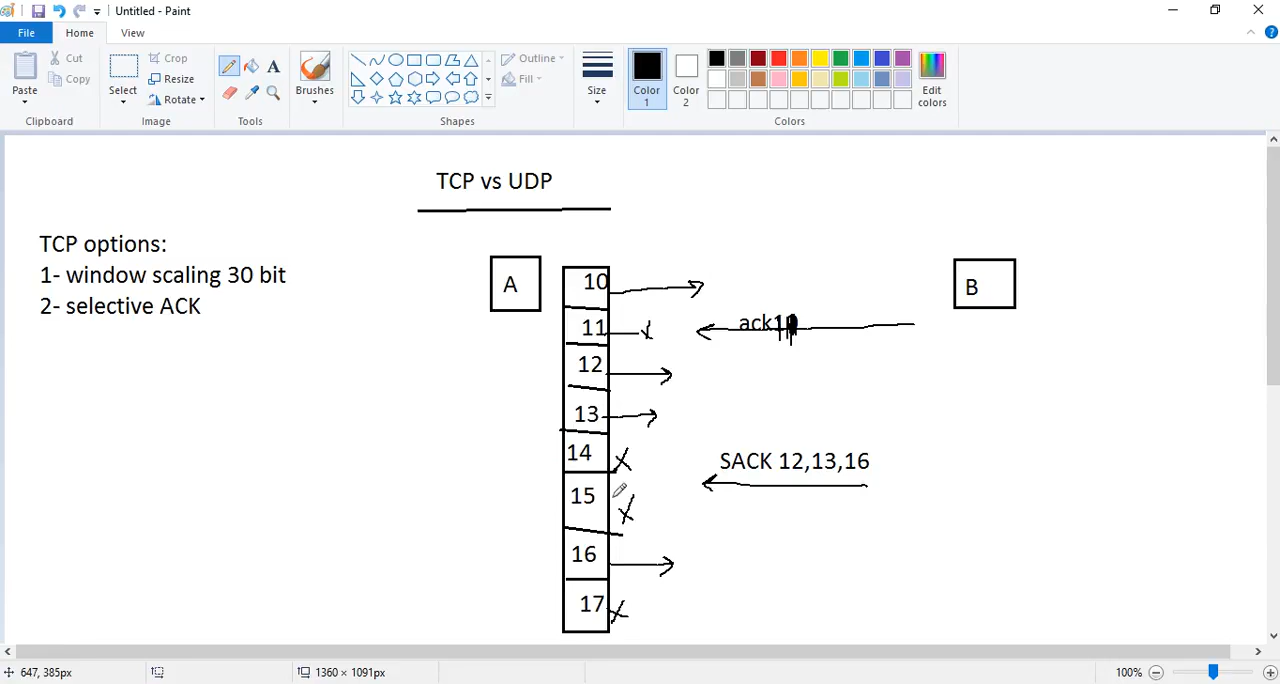 Untitled - Paint
File Home View
Paste Cut Copy
Clipboard
Select Crop Resize Rotate
Image
Tools
Brushes
Outline Fill
Shapes
Size
Color 1 Color 2
Edit colors
Colors
TCP vs UDP
TCP options:
1- window scaling 30 bit
2- selective ACK
A
B
10
11
12
13
14
15
16
17
SACK 12,13,16
647, 385px
1360 × 1091px
100%